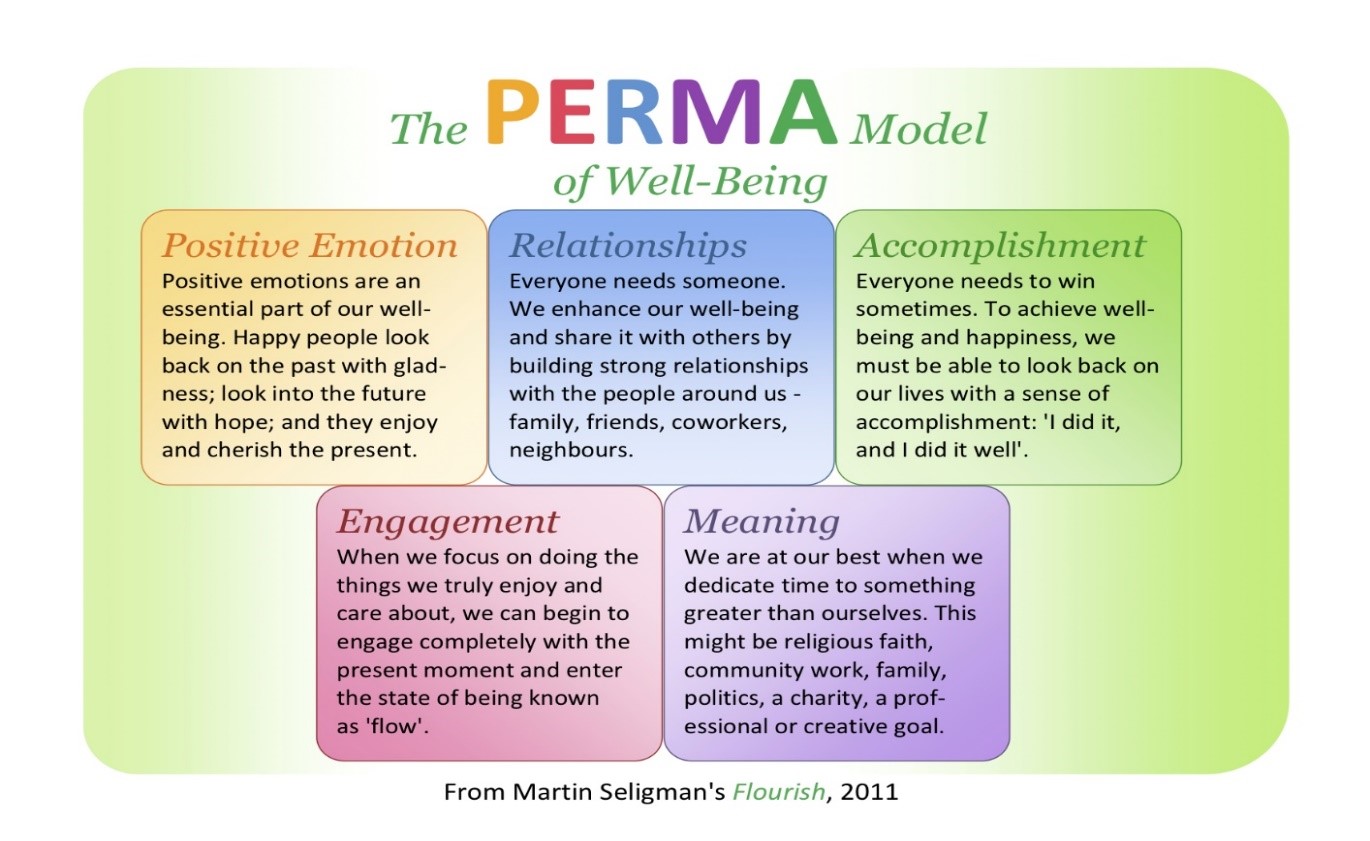 The PERMA Model
of Well-Being
Positive Emotion
Positive emotions are an
essential part of our well-
being. Happy people look
back on the past with glad-
ness; look into the future
with hope; and they enjoy
and cherish the present.
Relationships
Everyone needs someone.
We enhance our well-being
and share it with others by
building strong relationships
with the people around us -
family, friends, coworkers,
neighbours.
Accomplishment
Everyone needs to win
sometimes. To achieve well-
being and happiness, we
must be able to look back on
our lives with a sense of
accomplishment: 'I did it,
and I did it well'.
Engagement
When we focus on doing the
things we truly enjoy and
care about, we can begin to
engage completely with the
present moment and enter
the state of being known
as 'flow'.
Meaning
We are at our best when we
dedicate time to something
greater than ourselves. This
might be religious faith,
community work, family,
politics, a charity, a prof-
essional or creative goal.
From Martin Seligman's Flourish, 2011